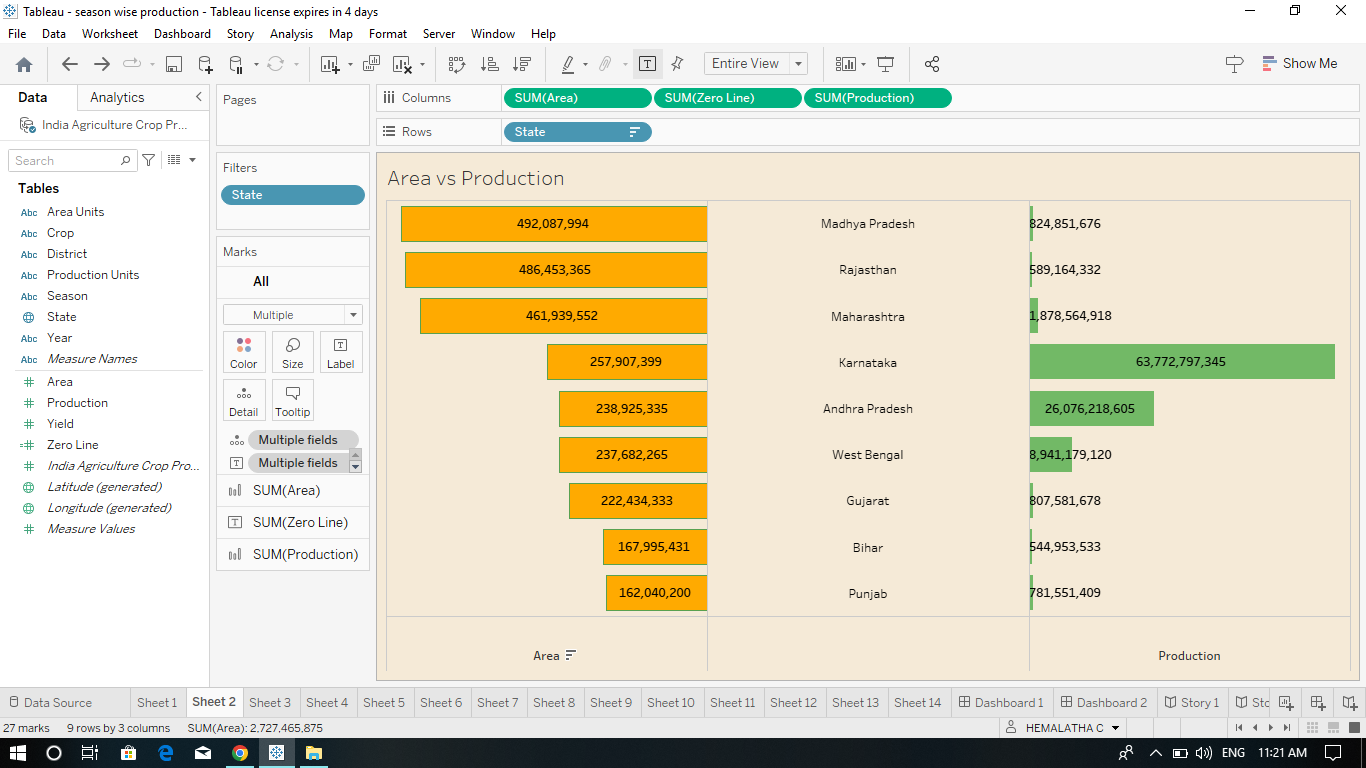 Tableau - season wise production - Tableau license expires in 4 days
File Data Worksheet Dashboard Story Analysis Map Format Server Window Help
Entire View
Show Me
Data Analytics
India Agriculture Crop Pr...
Search
Tables
Abc Area Units
Abc Crop
Abc District
Abc Production Units
Abc Season
State
Abc Year
Abc Measure Names
# Area
# Production
# Yield
=# Zero Line
# India Agriculture Crop Pro...
Latitude (generated)
Longitude (generated)
# Measure Values
Pages
Filters
State
Marks
All
Multiple
Color Size Label
Detail Tooltip
Multiple fields
Multiple fields
SUM(Area)
SUM(Zero Line)
SUM(Production)
Columns SUM(Area) SUM(Zero Line) SUM(Production)
Rows State
Area vs Production
492,087,994 Madhya Pradesh 824,851,676
486,453,365 Rajasthan 589,164,332
461,939,552 Maharashtra 1,878,564,918
257,907,399 Karnataka 63,772,797,345
238,925,335 Andhra Pradesh 26,076,218,605
237,682,265 West Bengal 8,941,179,120
222,434,333 Gujarat 807,581,678
167,995,431 Bihar 544,953,533
162,040,200 Punjab 781,551,409
Area Production
Data Source Sheet 1 Sheet 2 Sheet 3 Sheet 4 Sheet 5 Sheet 6 Sheet 7 Sheet 8 Sheet 9 Sheet 10 Sheet 11 Sheet 12 Sheet 13 Sheet 14 Dashboard 1 Dashboard 2 Story 1 Stc
27 marks 9 rows by 3 columns SUM(Area): 2,727,465,875 HEMALATHA C
ENG 11:21 AM